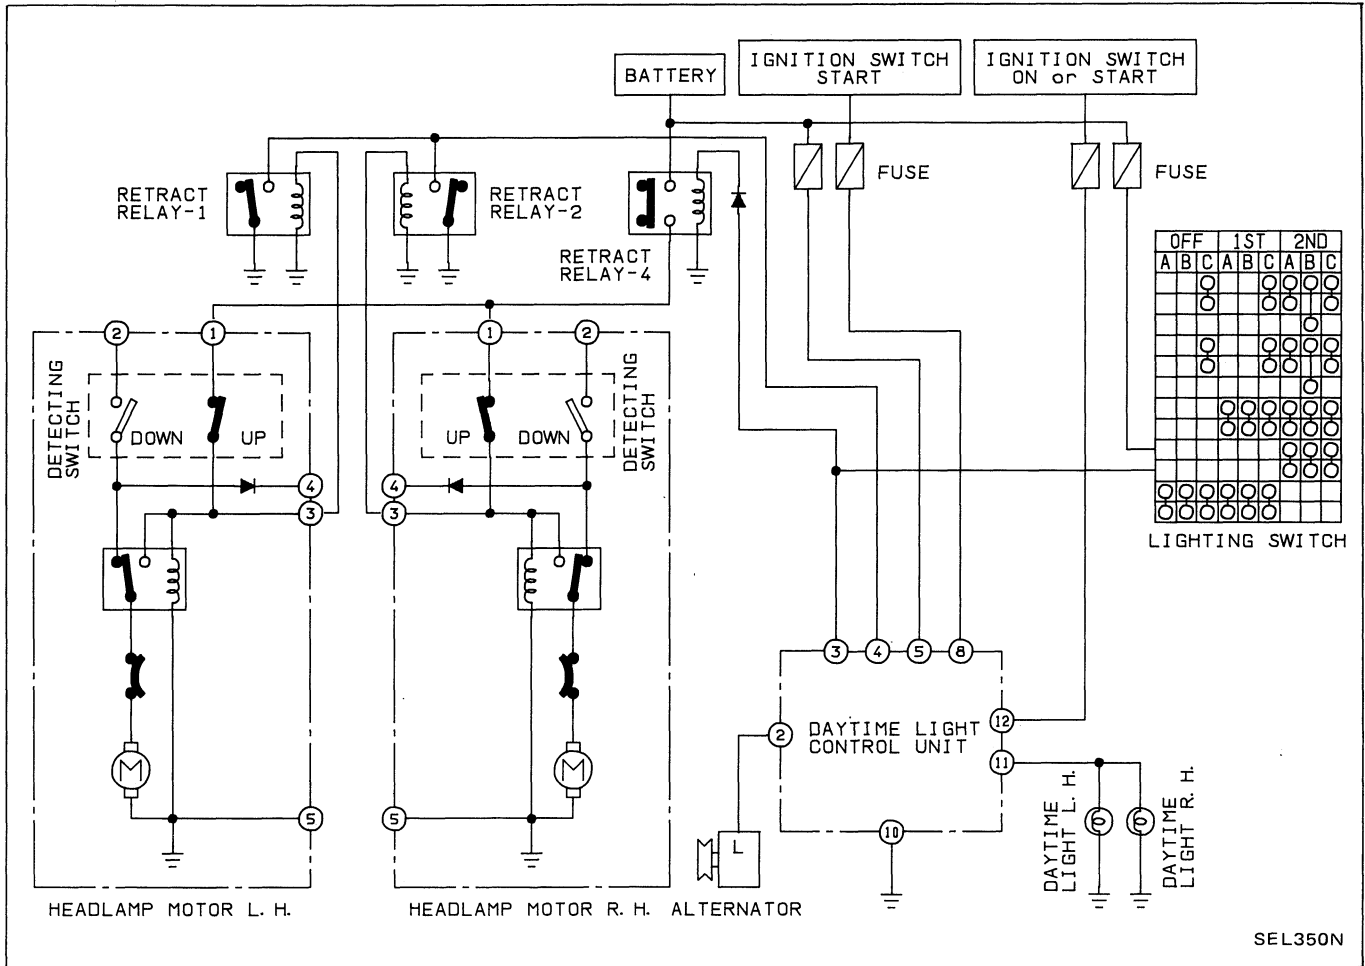 BATTERY
IGNITION SWITCH
START
IGNITION SWITCH
ON or START
FUSE
FUSE
RETRACT
RELAY-1
RETRACT
RELAY-2
RETRACT
RELAY-4
OFF 1ST 2ND
A B C A B C A B C
LIGHTING SWITCH
2 1
1 2
DETECTING
SWITCH
DOWN UP
UP DOWN
DETECTING
SWITCH
4
3
4
3
M
M
5
5
HEADLAMP MOTOR L. H.
HEADLAMP MOTOR R. H.
3 4 5 8
2
12
11
10
DAYTIME LIGHT
CONTROL UNIT
L
ALTERNATOR
DAYTIME
LIGHT L. H.
DAYTIME
LIGHT R. H.
SEL350N